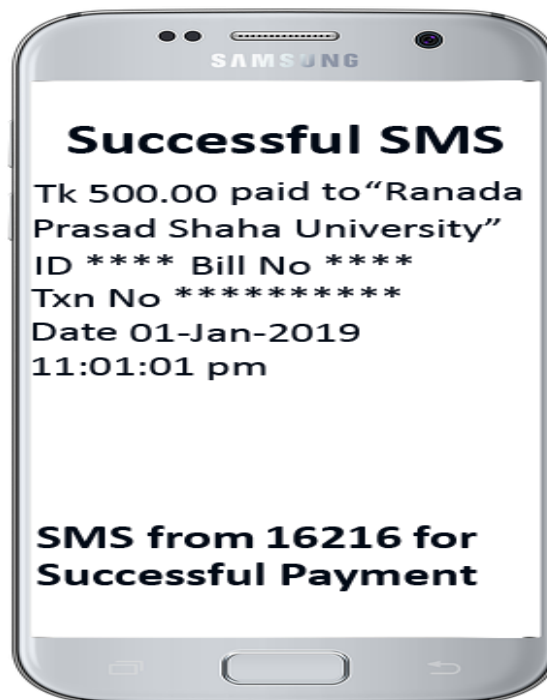 SAMSUNG
Successful SMS
Tk 500.00 paid to“Ranada
Prasad Shaha University”
ID **** Bill No ****
Txn No **********
Date 01-Jan-2019
11:01:01 pm
SMS from 16216 for
Successful Payment